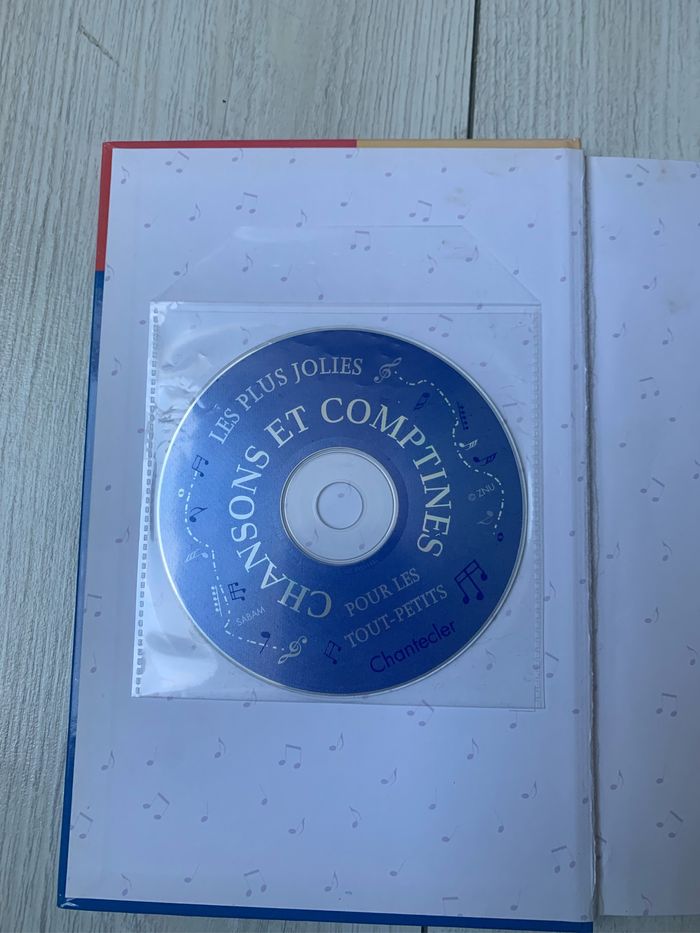 LES PLUS JOLIES
CHANSONS ET COMPTINES
POUR LES
TOUT-PETITS
Chantecler
© ZNU
SABAM